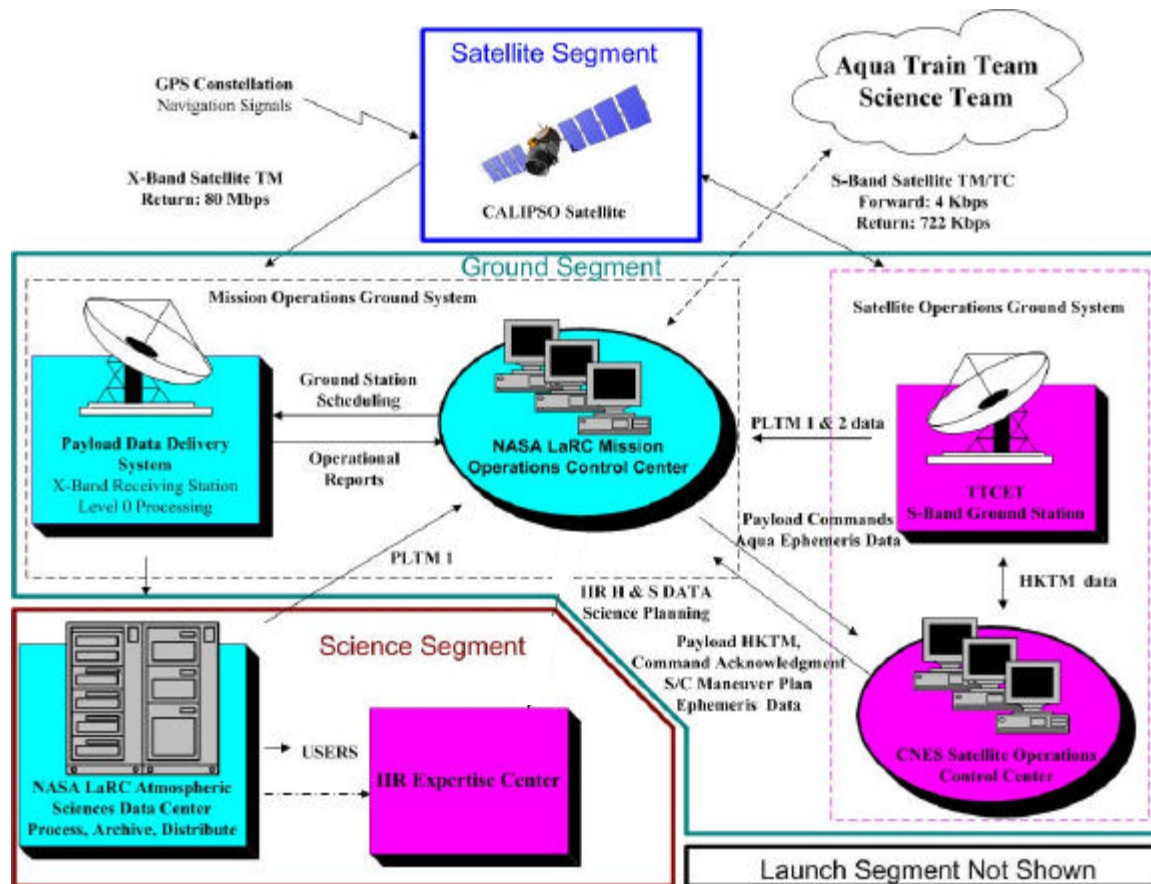 Satellite Segment
GPS Constellation
Navigation Signals
Aqua Train Team
Science Team
X-Band Satellite TM
Return: 80 Mbps
CALIPSO Satellite
S-Band Satellite TM/TC
Forward: 4 Kbps
Return: 722 Kbps
Ground Segment
Mission Operations Ground System
Satellite Operations Ground System
Ground Station
Scheduling
Operational
Reports
Payload Data Delivery
System
X-Band Receiving Station
Level 0 Processing
NASA LaRC Mission
Operations Control Center
PLTM 1 & 2 data
TTCET
S-Band Ground Station
Payload Commands
Aqua Ephemeris Data
PLTM 1
HKTM data
IIR H & S DATA
Science Planning
Payload HKTM,
Command Acknowledgment
S/C Maneuver Plan
Ephemeris Data
CNES Satellite Operations
Control Center
Science Segment
USERS
IIR Expertise Center
NASA LaRC Atmospheric
Sciences Data Center
Process, Archive, Distribute
Launch Segment Not Shown